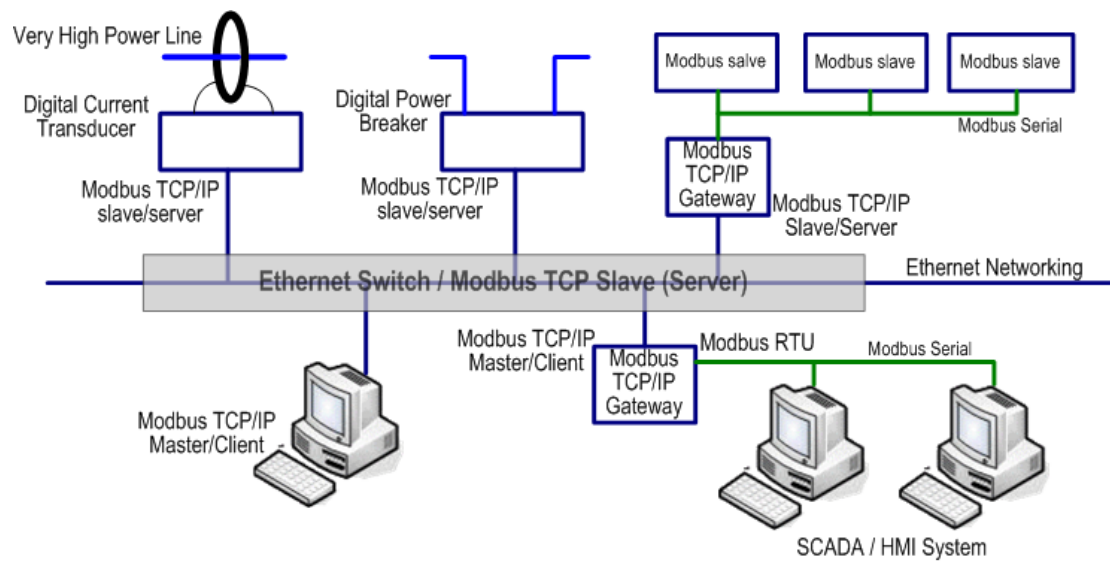 Very High Power Line
Digital Current
Transducer
Modbus TCP/IP
slave/server
Digital Power
Breaker
Modbus TCP/IP
slave/server
Modbus salve
Modbus slave
Modbus slave
Modbus Serial
Modbus
TCP/IP
Gateway
Modbus TCP/IP
Slave/Server
Ethernet Switch / Modbus TCP Slave (Server)
Ethernet Networking
Modbus TCP/IP
Master/Client
Modbus TCP/IP
Master/Client
Modbus
TCP/IP
Gateway
Modbus RTU
Modbus Serial
SCADA / HMI System